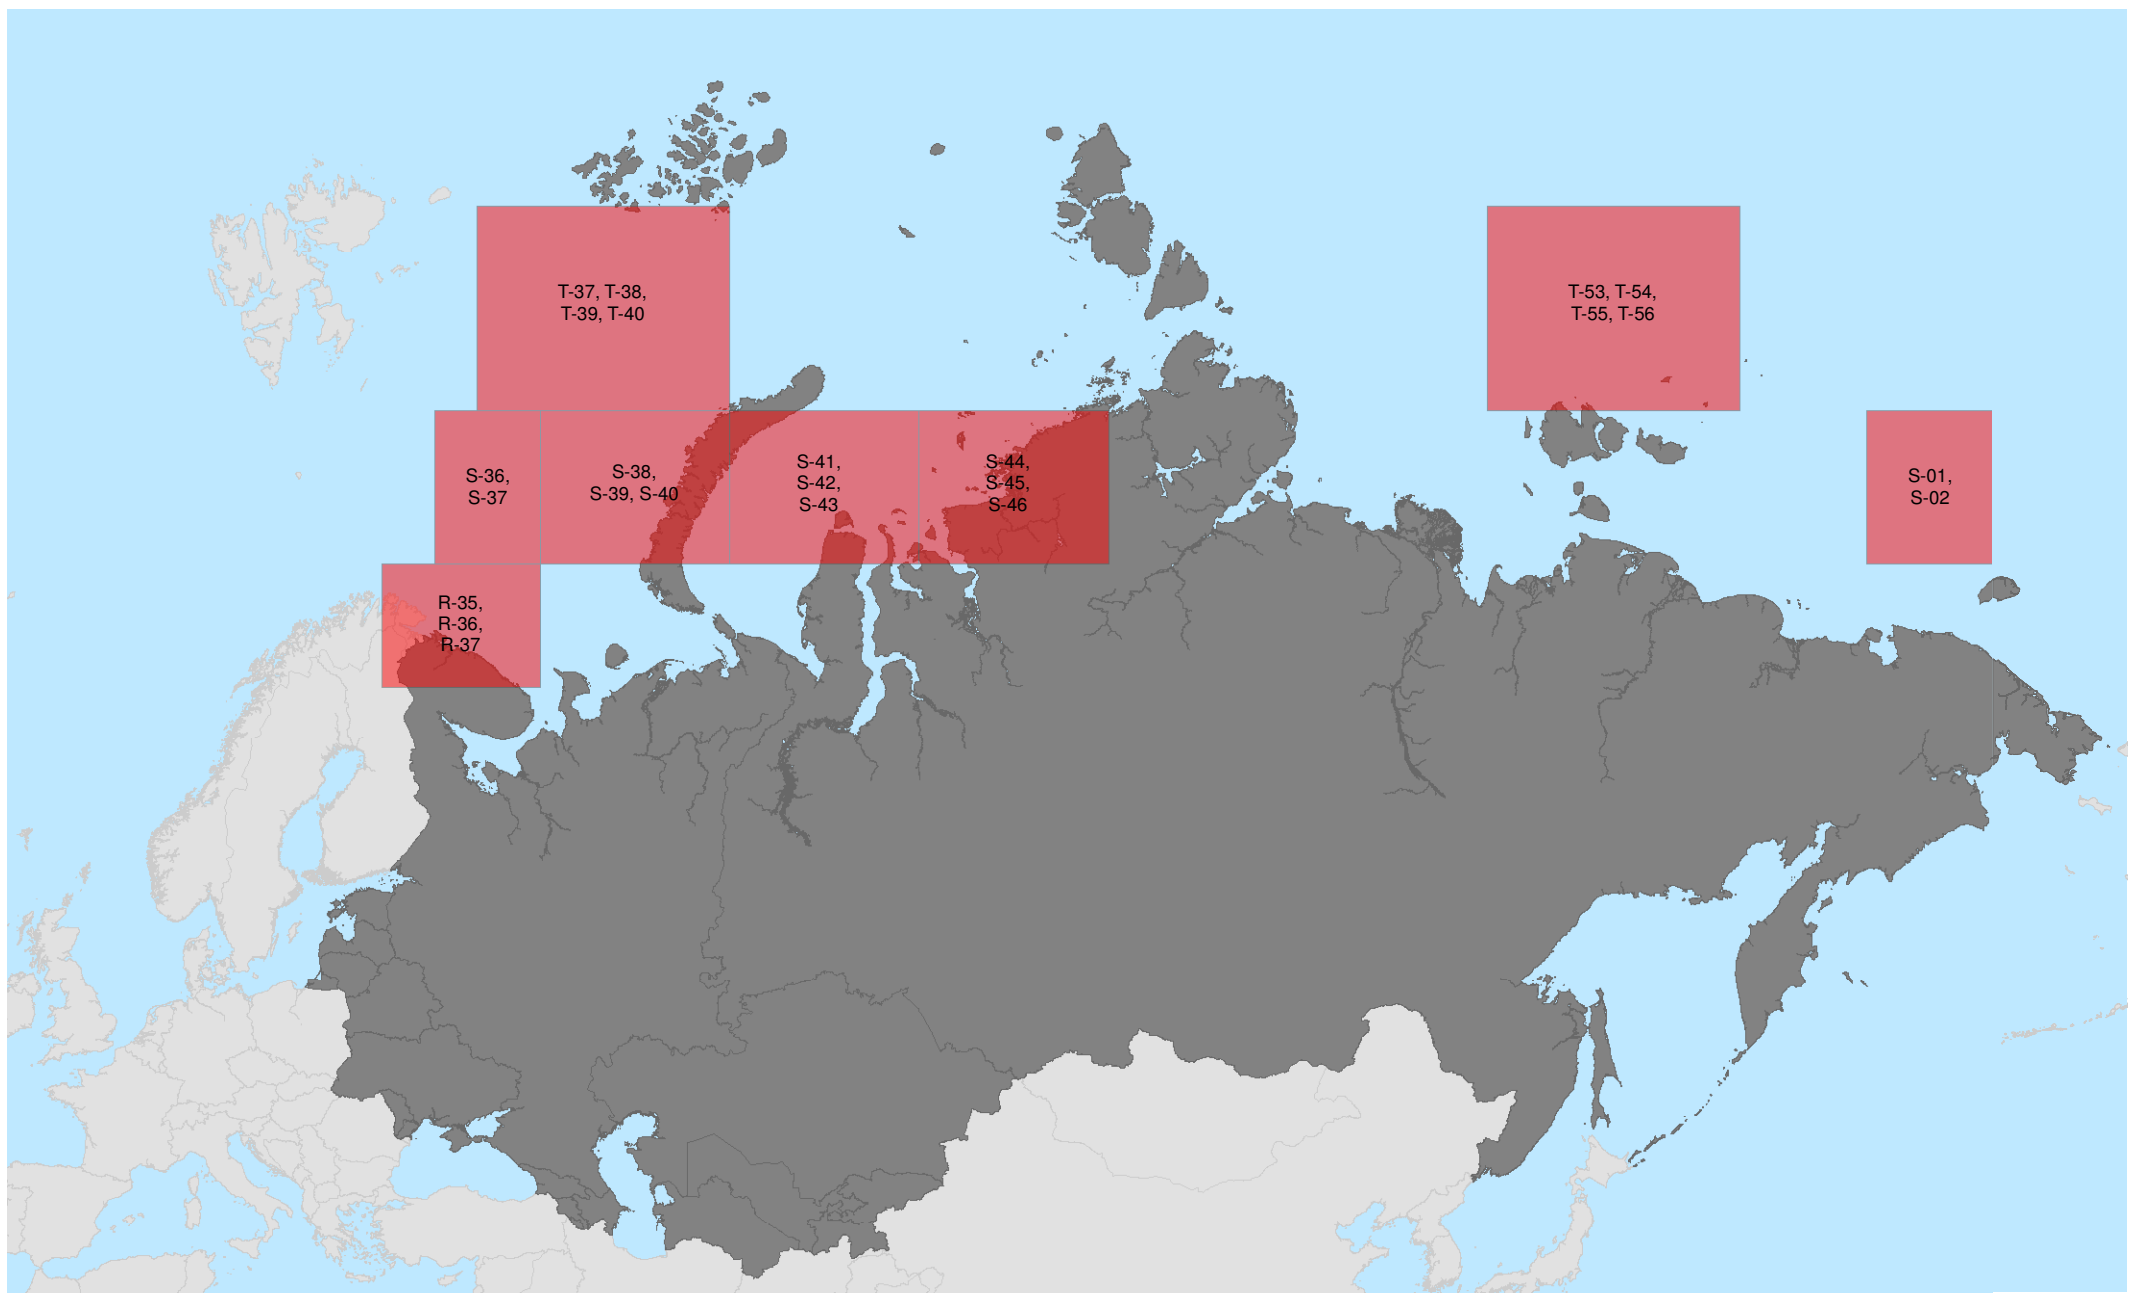 T-37, T-38,
T-39, T-40
T-53, T-54,
T-55, T-56
S-36,
S-37
S-38,
S-39, S-40
S-41,
S-42,
S-43
S-44,
S-45,
S-46
S-01,
S-02
R-35,
R-36,
R-37